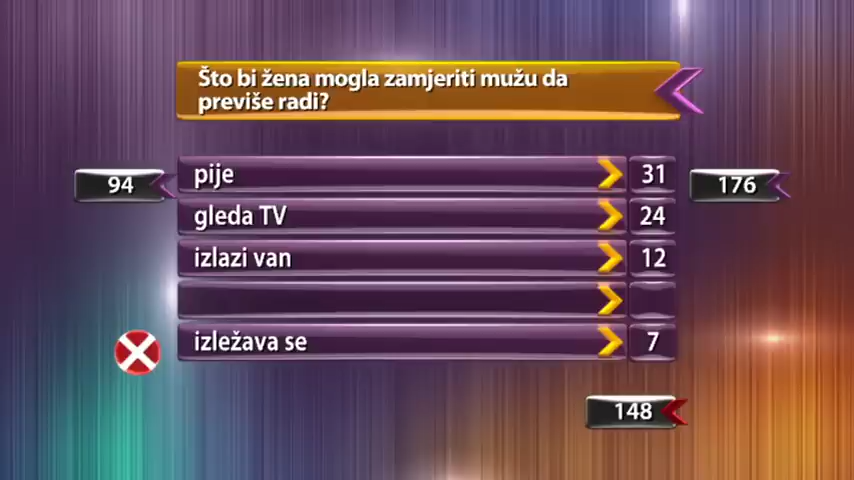 Što bi žena mogla zamjeriti mužu da
previše radi?
94
pije 31
176
gleda TV 24
izlazi van 12
izležava se 7
148